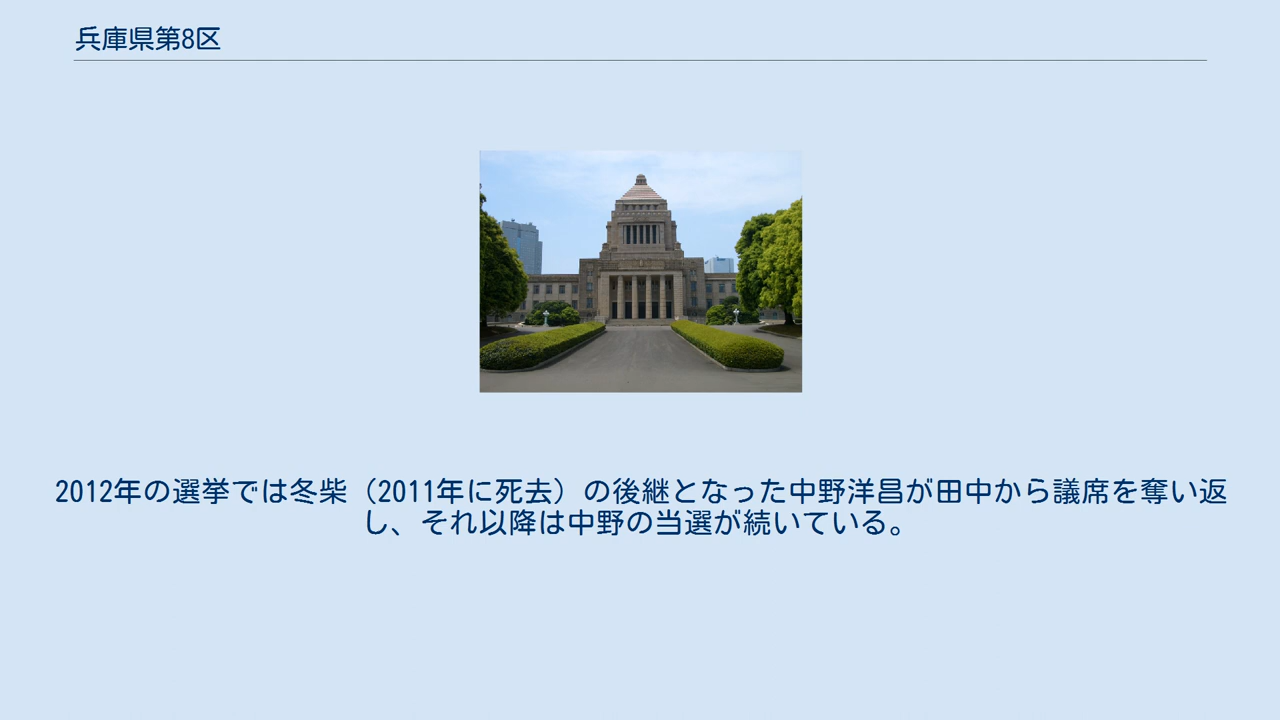 兵庫県第8区
2012年の選挙では冬柴（2011年に死去）の後継となった中野洋昌が田中から議席を奪い返
し、それ以降は中野の当選が続いている。